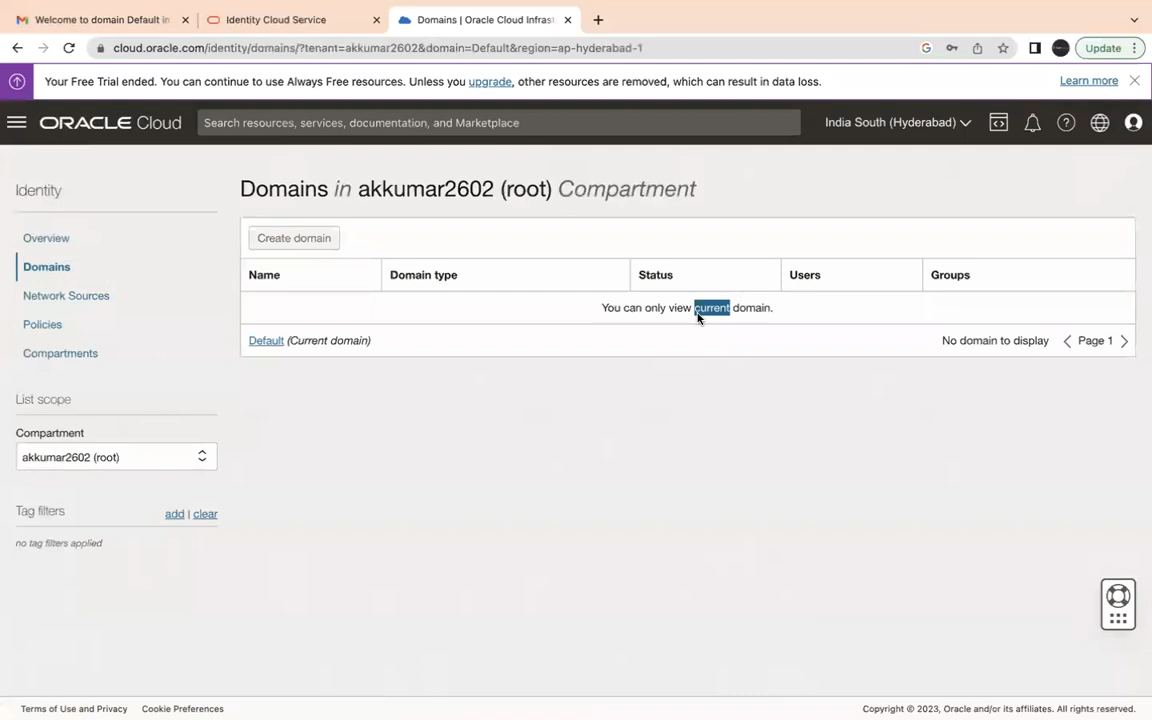 Welcome to domain Default in
Identity Cloud Service
Domains | Oracle Cloud Infrast
cloud.oracle.com/identity/domains/?tenant=akkumar2602&domain=Default&region=ap-hyderabad-1
Update
Your Free Trial ended. You can continue to use Always Free resources. Unless you upgrade, other resources are removed, which can result in data loss.
Learn more
ORACLE Cloud
Search resources, services, documentation, and Marketplace
India South (Hyderabad)
Identity
Overview
Domains
Network Sources
Policies
Compartments
List scope
Compartment
akkumar2602 (root)
Tag filters
add | clear
no tag filters applied
Domains in akkumar2602 (root) Compartment
Create domain
Name Domain type Status Users Groups
You can only view current domain.
Default (Current domain) No domain to display Page 1
Terms of Use and Privacy Cookie Preferences
Copyright © 2023, Oracle and/or its affiliates. All rights reserved.